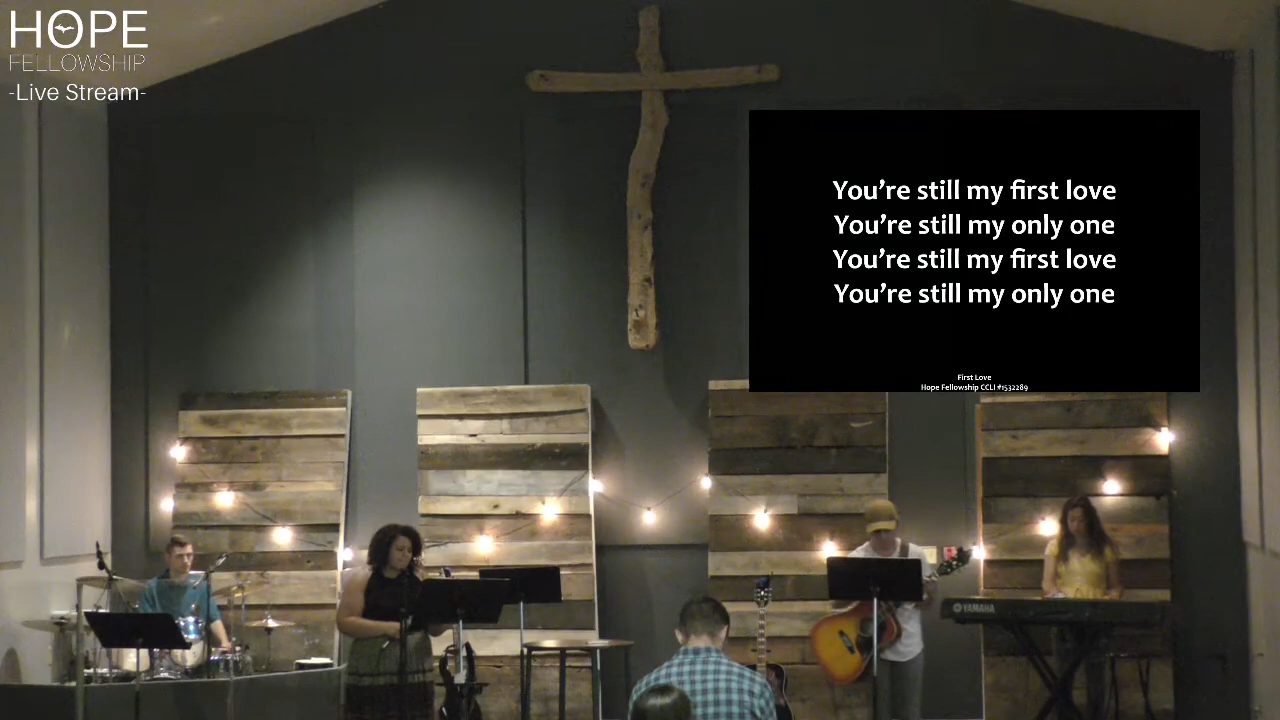 HOPE
FELLOWSHIP
-Live Stream-
You're still my first love
You're still my only one
You're still my first love
You're still my only one
First Love
Hope Fellowship CCLI #1532289
YAMAHA